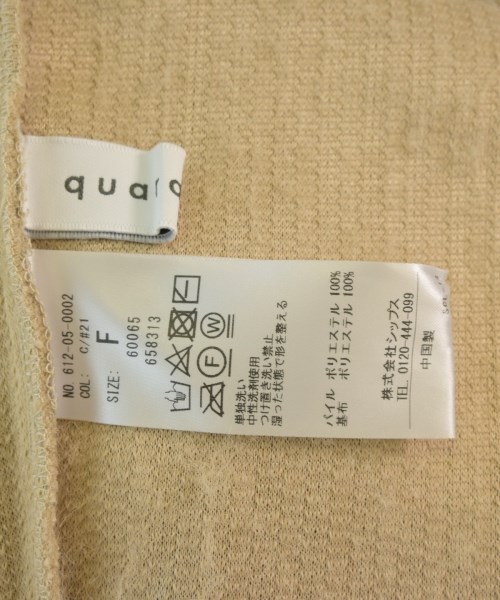 qua
NO. 612-05-0002
COL: C/#21
SIZE: F
60065
658313
F
W
単独洗い
中性洗剤使用
つけ置き洗い禁止
湿った状態で形を整える
パイル ポリエステル 100%
基布 ポリエステル 100%
株式会社シップス
TEL. 0120-444-099
中国製